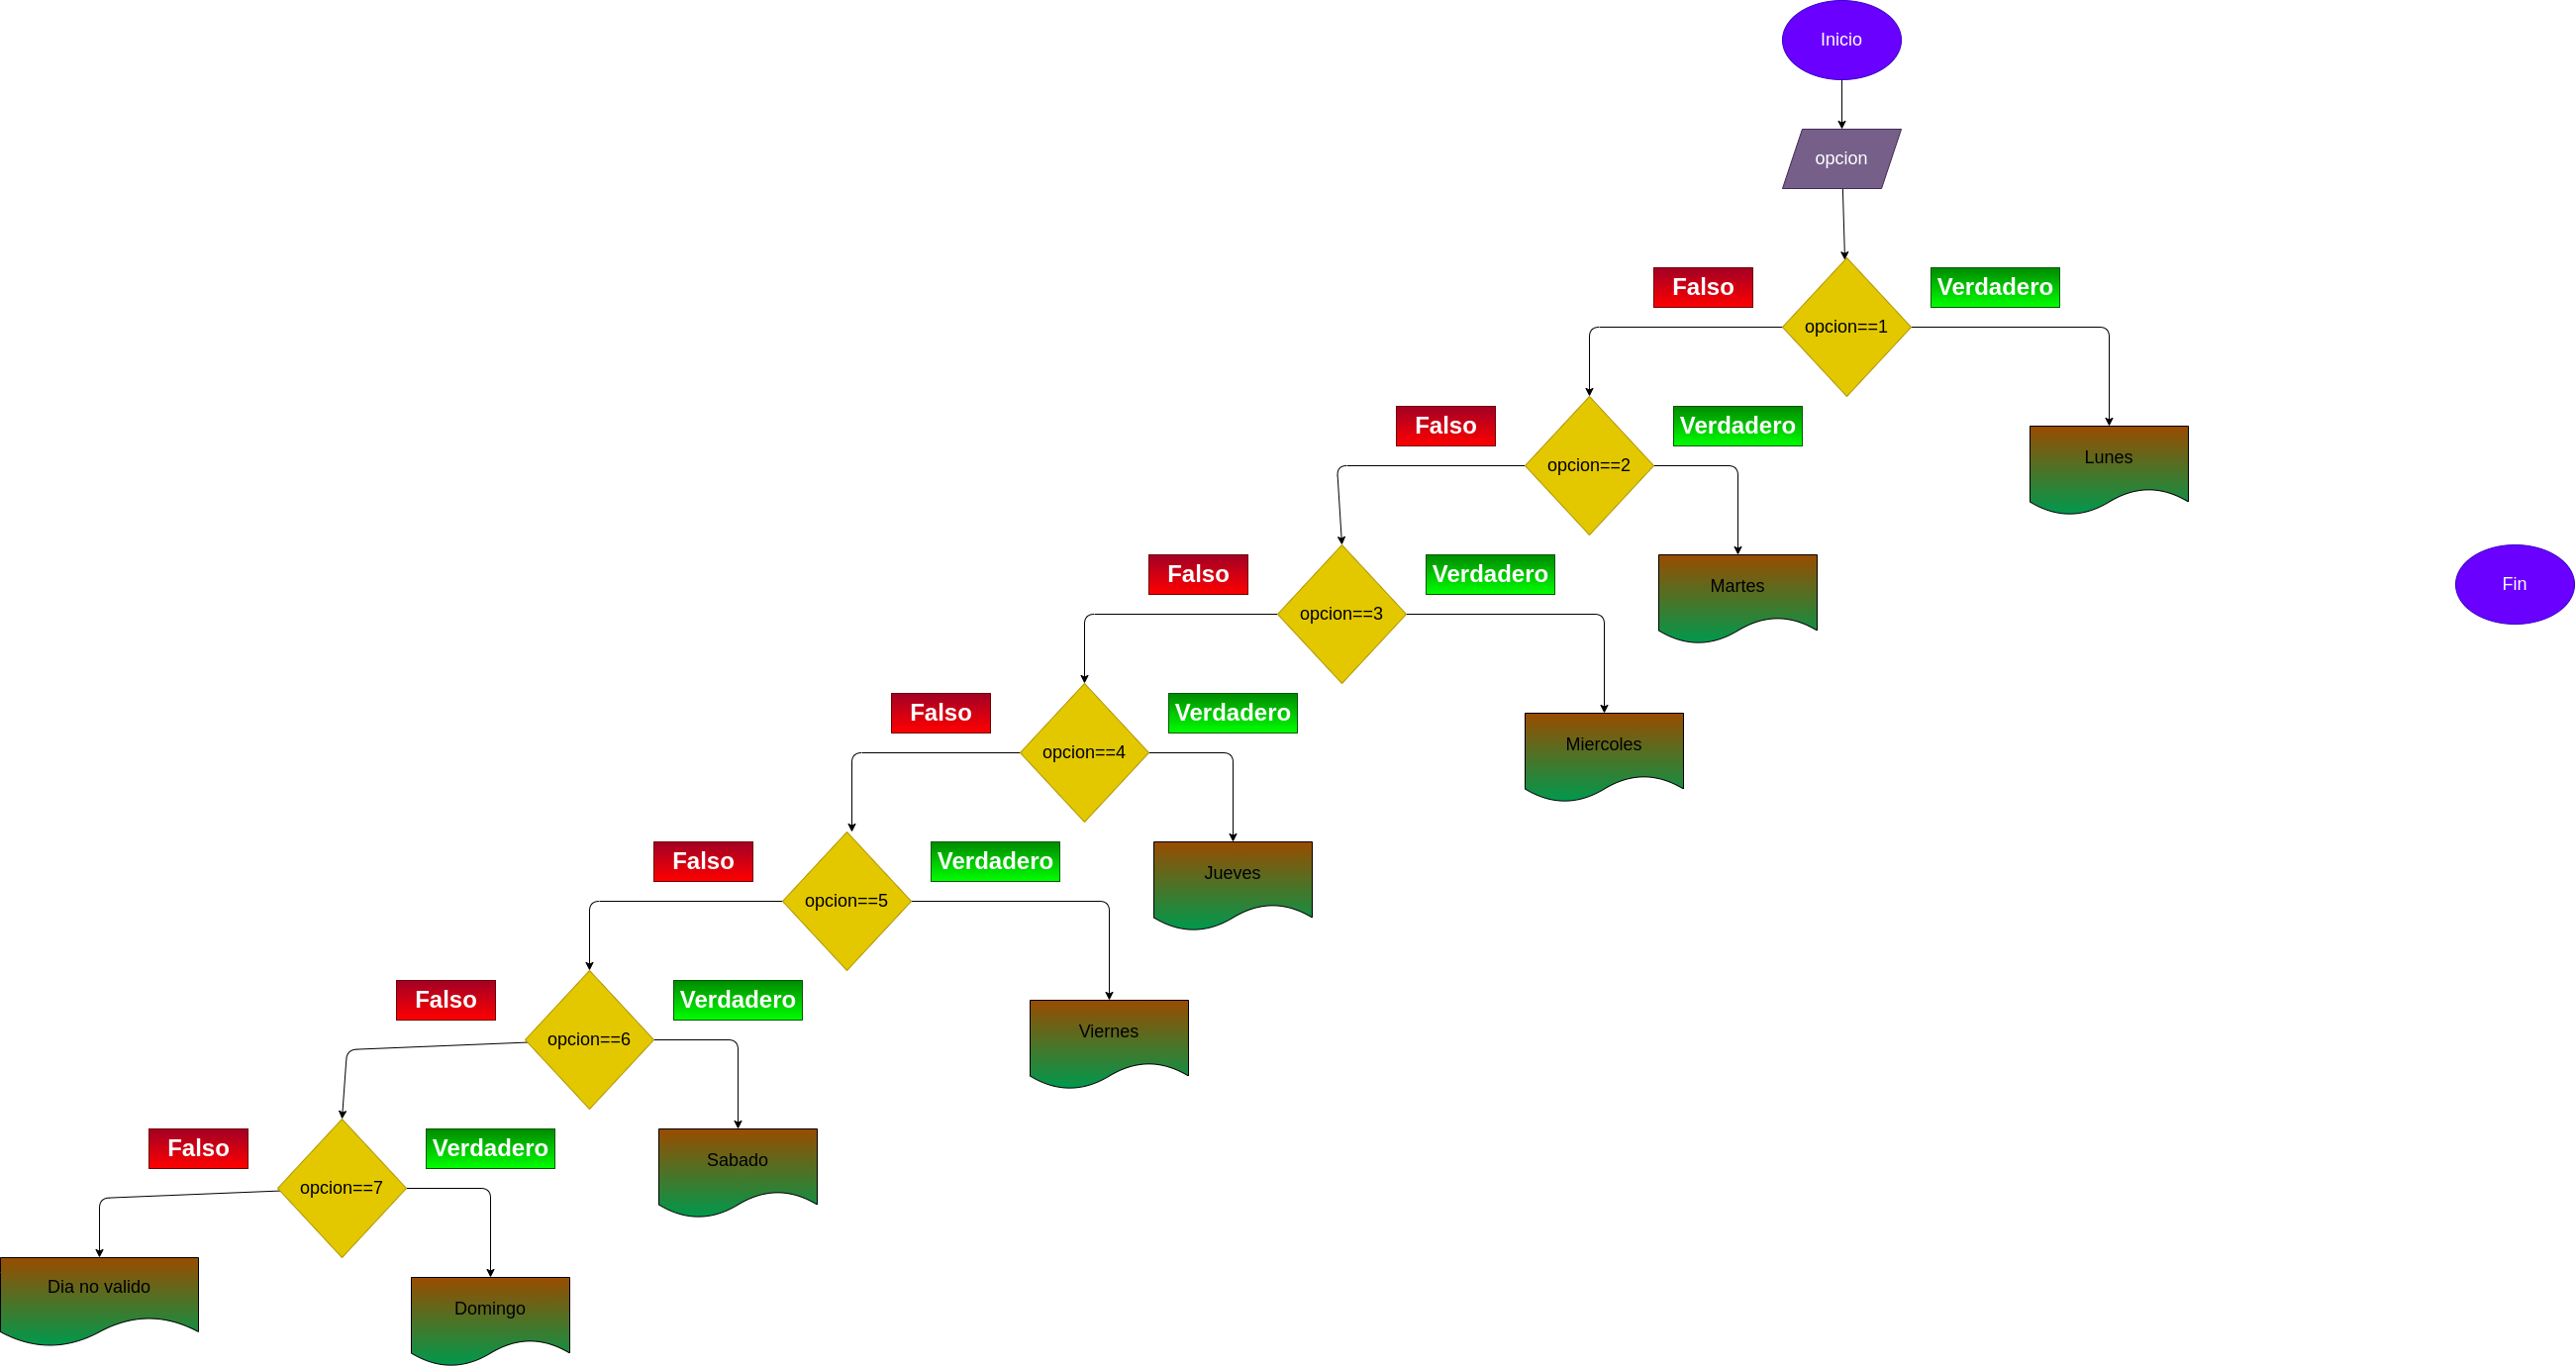 Inicio
opcion
Falso
Verdadero
opcion==1
Falso
Verdadero
Lunes
opcion==2
Falso
Verdadero
Martes
Fin
opcion==3
Falso
Verdadero
Miercoles
opcion==4
Falso
Verdadero
Jueves
opcion==5
Falso
Verdadero
Viernes
opcion==6
Falso
Verdadero
Sabado
opcion==7
Dia no valido
Domingo